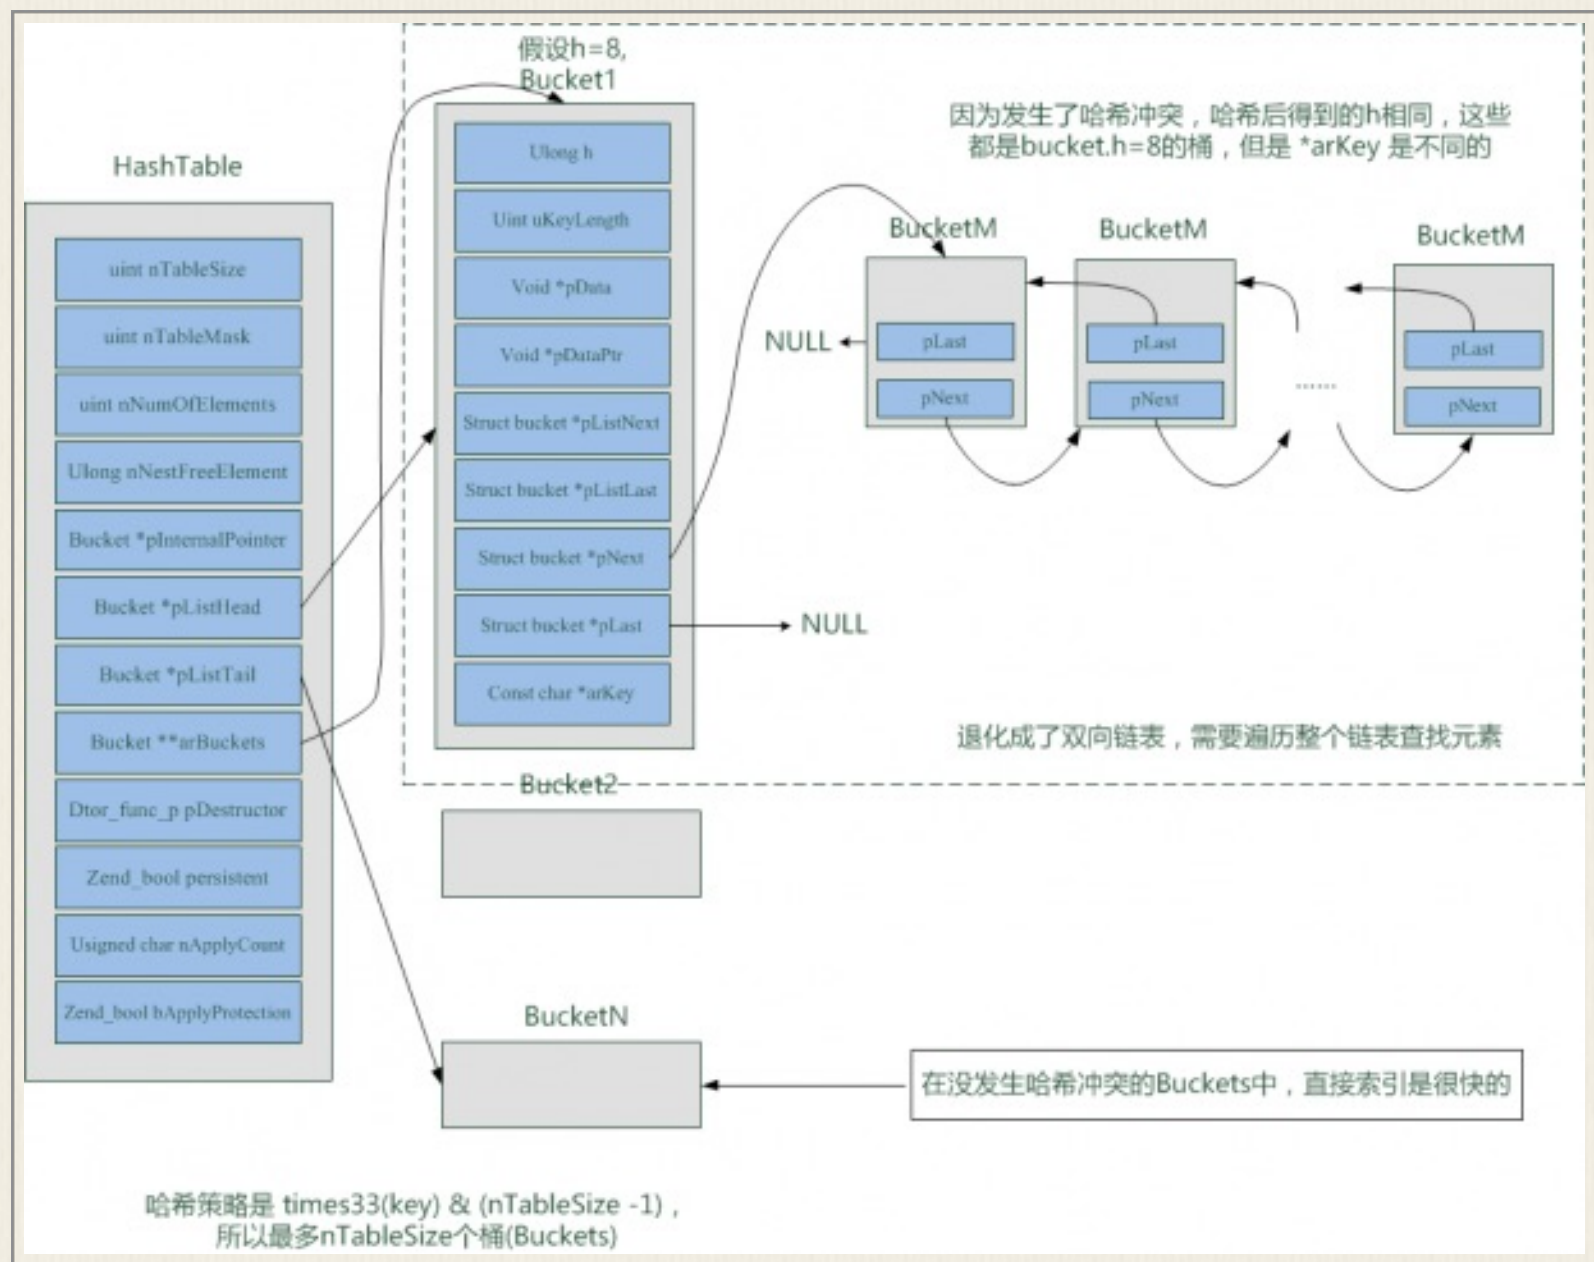 HashTable
uint nTableSize
uint nTableMask
uint nNumOfElements
Ulong nNestFreeElement
Bucket *pInternalPointer
Bucket *pListHead
Bucket *pListTail
Bucket **arBuckets
Dtor_func_p pDestructor
Zend_bool persistent
Usigned char nApplyCount
Zend_bool bApplyProtection
假设h=8,
Bucket1
Ulong h
Uint uKeyLength
Void *pData
Void *pDataPtr
Struct bucket *pListNext
Struct bucket *pListLast
Struct bucket *pNext
Struct bucket *pLast
Const char *arKey
NULL
因为发生了哈希冲突，哈希后得到的h相同，这些
都是bucket.h=8的桶，但是 *arKey 是不同的
BucketM
NULL
pLast
pNext
BucketM
pLast
pNext
......
BucketM
pLast
pNext
退化成了双向链表，需要遍历整个链表查找元素
Bucket2
BucketN
在没发生哈希冲突的Buckets中，直接索引是很快的
哈希策略是 times33(key) & (nTableSize -1)，
所以最多nTableSize个桶(Buckets)